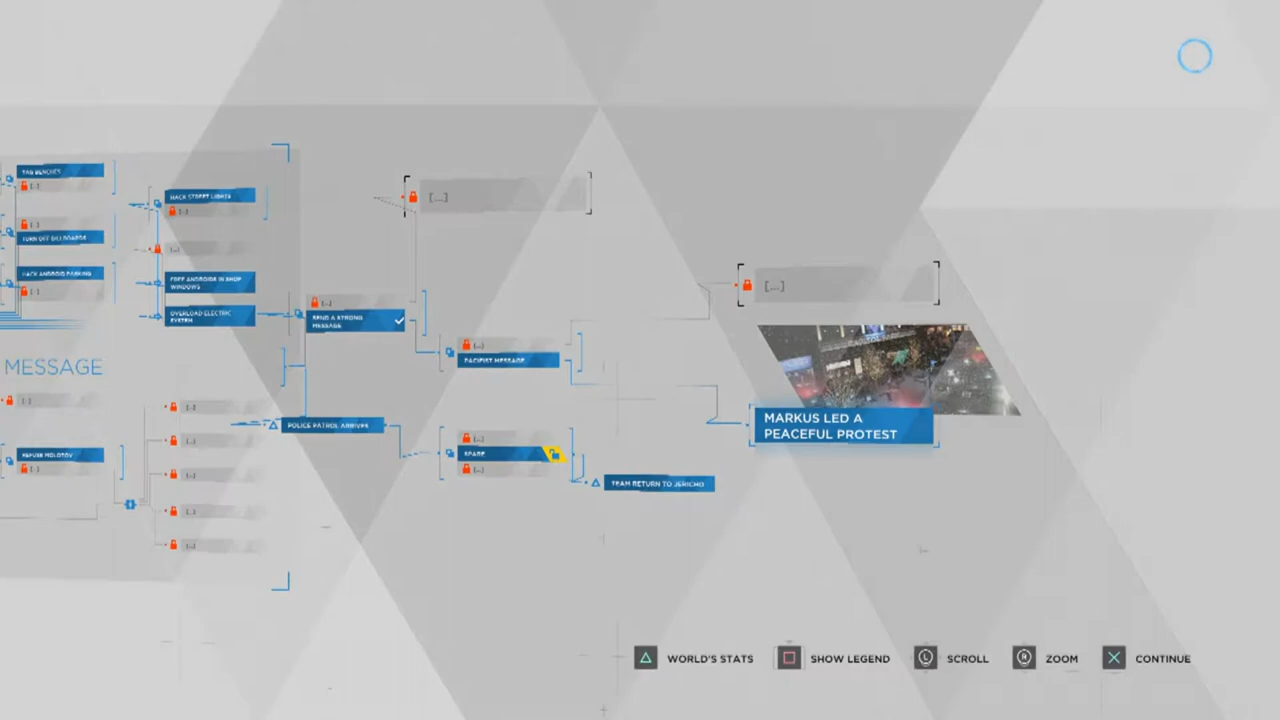 TAG BENCHES
[...]
[...]
TURN OFF BILLBOARDS
HACK ANDROID PARKING
[...]
HACK STREET LIGHTS
[...]
[...]
FREE ANDROIDS IN SHOP
WINDOWS
OVERLOAD ELECTRIC
SYSTEM
[...]
SEND A STRONG
MESSAGE
[...]
[...]
PACIFIST MESSAGE
[...]
MARKUS LED A
PEACEFUL PROTEST
MESSAGE
[...]
REFUSE MOLOTOV
[...]
[...]
[...]
[...]
[...]
[...]
POLICE PATROL ARRIVES
[...]
SPARE
[...]
TEAM RETURN TO JERICHO
WORLD'S STATS
SHOW LEGEND
L
SCROLL
R
ZOOM
CONTINUE